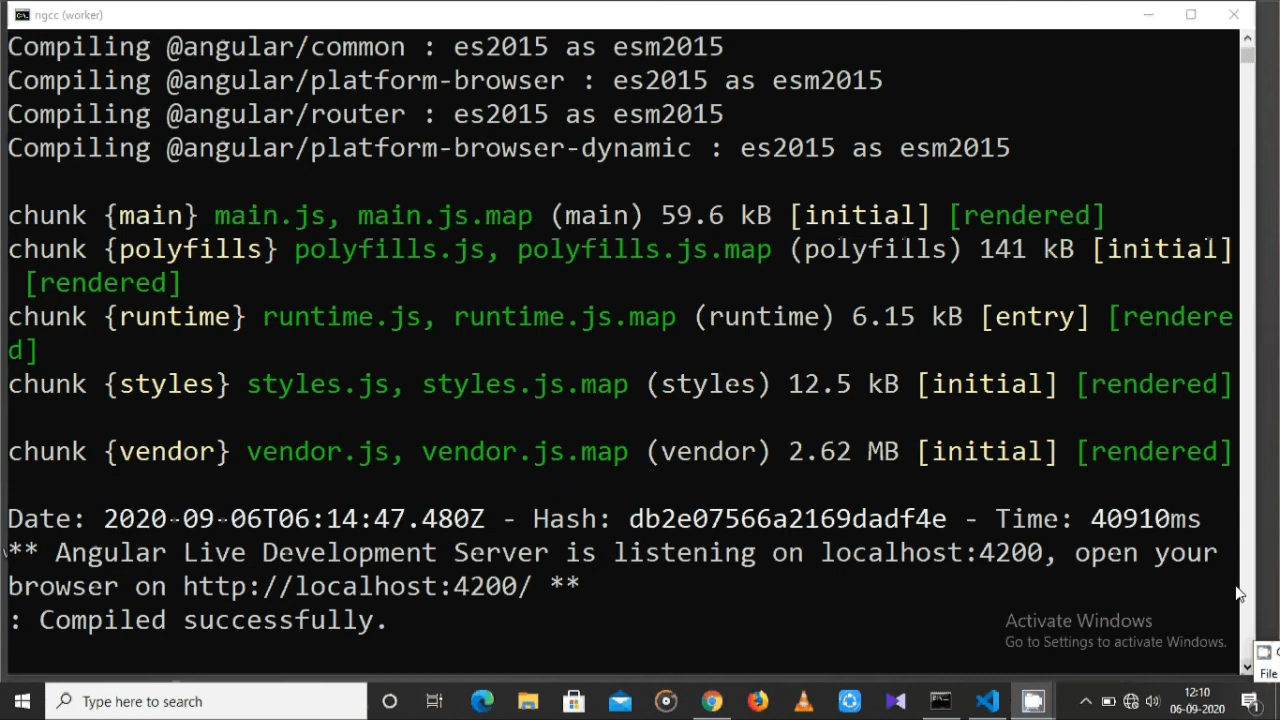 ngcc (worker)
Compiling @angular/common : es2015 as esm2015
Compiling @angular/platform-browser : es2015 as esm2015
Compiling @angular/router : es2015 as esm2015
Compiling @angular/platform-browser-dynamic : es2015 as esm2015
chunk {main} main.js, main.js.map (main) 59.6 kB [initial] [rendered]
chunk {polyfills} polyfills.js, polyfills.js.map (polyfills) 141 kB [initial]
[rendered]
chunk {runtime} runtime.js, runtime.js.map (runtime) 6.15 kB [entry] [rendere
d]
chunk {styles} styles.js, styles.js.map (styles) 12.5 kB [initial] [rendered]
chunk {vendor} vendor.js, vendor.js.map (vendor) 2.62 MB [initial] [rendered]
Date: 2020-09-06T06:14:47.480Z - Hash: db2e07566a2169dadf4e - Time: 40910ms
** Angular Live Development Server is listening on localhost:4200, open your
browser on http://localhost:4200/ **
: Compiled successfully.
Activate Windows
Go to Settings to activate Windows.
File
Type here to search
12:10
06-09-2020
1